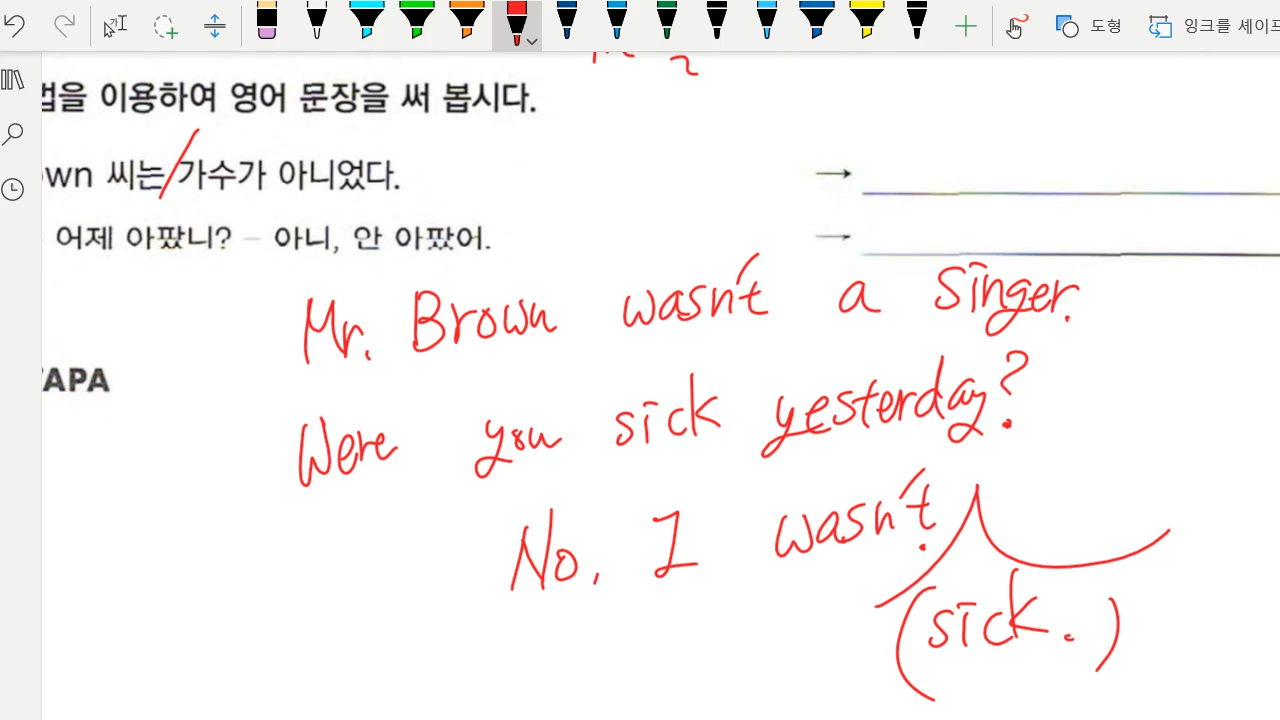 도형
잉크를 셰이프
법을 이용하여 영어 문장을 써 봅시다.
own 씨는 가수가 아니었다. →
어제 아팠니? – 아니, 안 아팠어. →
Mr. Brown wasn't a singer.
APA
Were you sick yesterday?
No, I wasn't.
(sick.)